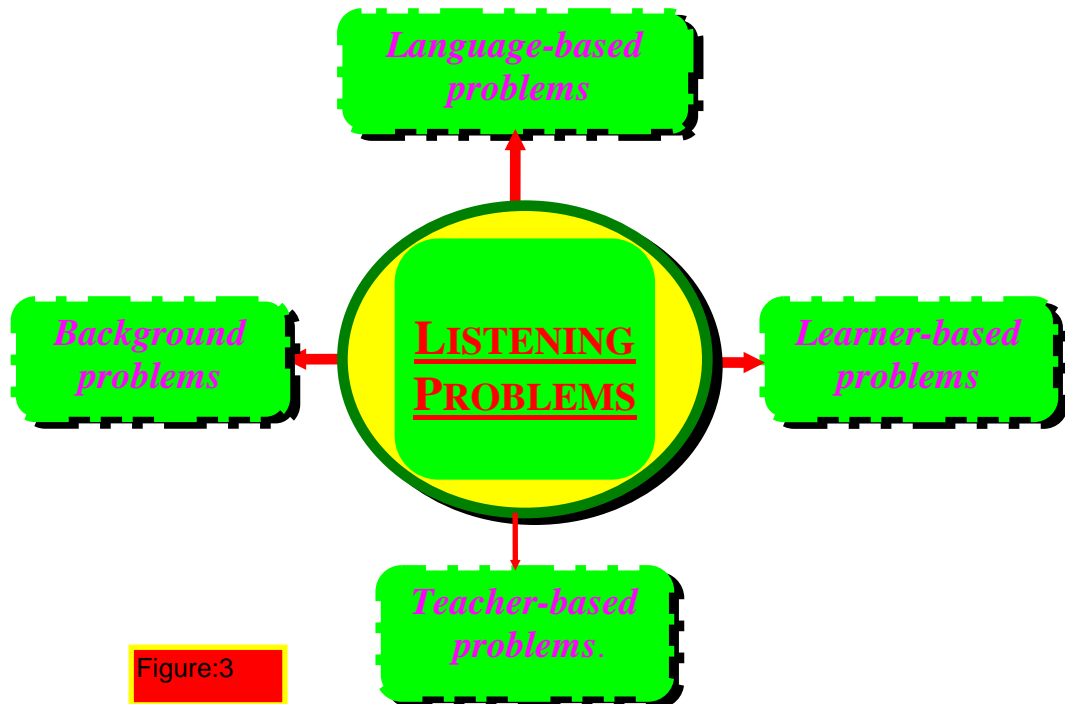 Language-based
problems
Background
problems
LISTENING
PROBLEMS
Learner-based
problems
Teacher-based
problems.
Figure:3